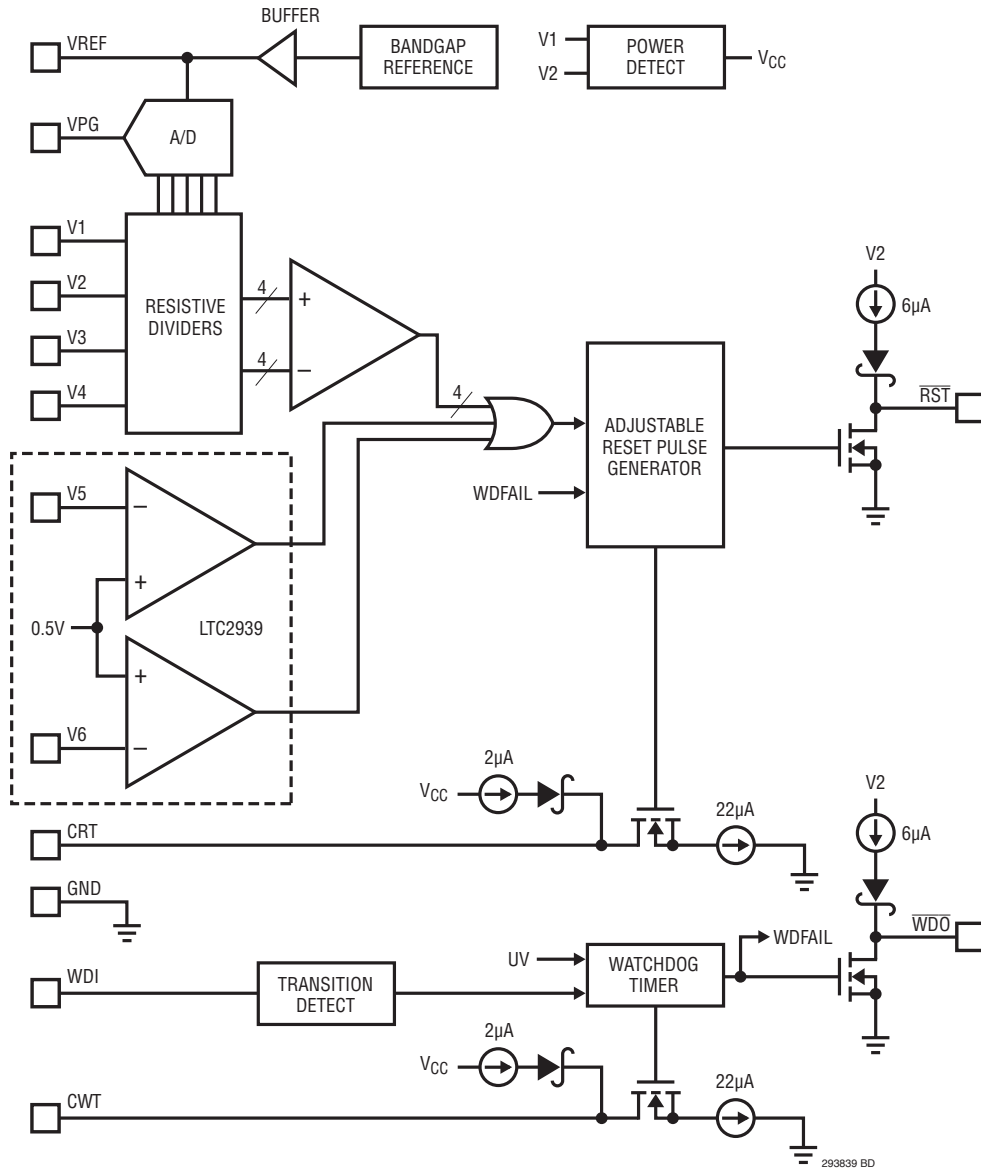 BUFFER
VREF
BANDGAP
REFERENCE
V1
V2
POWER
DETECT
VCC
VPG
A/D
V1
V2
V3
V4
RESISTIVE
DIVIDERS
4
4
+
–
4
V2
6µA
RST
ADJUSTABLE
RESET PULSE
GENERATOR
WDFAIL
V5
–
+
0.5V
LTC2939
+
–
V6
2µA
VCC
22µA
CRT
GND
V2
6µA
WDO
WDFAIL
UV
WATCHDOG
TIMER
WDI
TRANSITION
DETECT
2µA
VCC
22µA
CWT
293839 BD